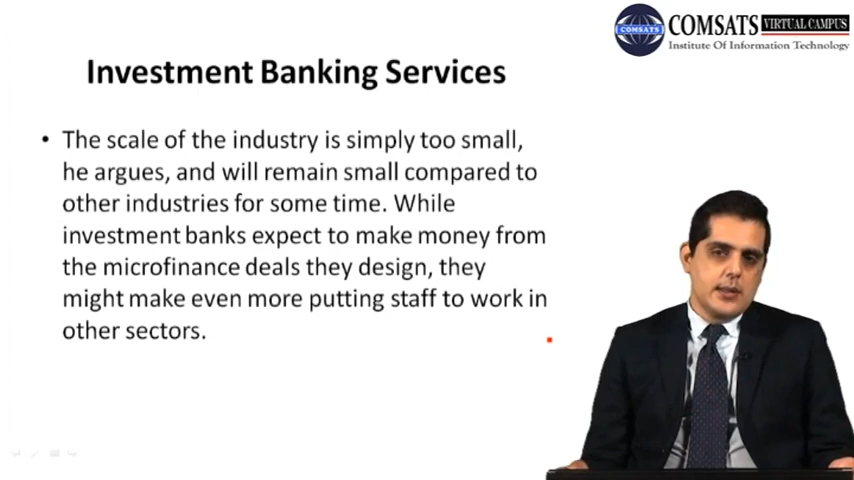 COMSATS VIRTUAL CAMPUS
COMSATS
Institute Of Information Technology
Investment Banking Services
• The scale of the industry is simply too small,
he argues, and will remain small compared to
other industries for some time. While
investment banks expect to make money from
the microfinance deals they design, they
might make even more putting staff to work in
other sectors.